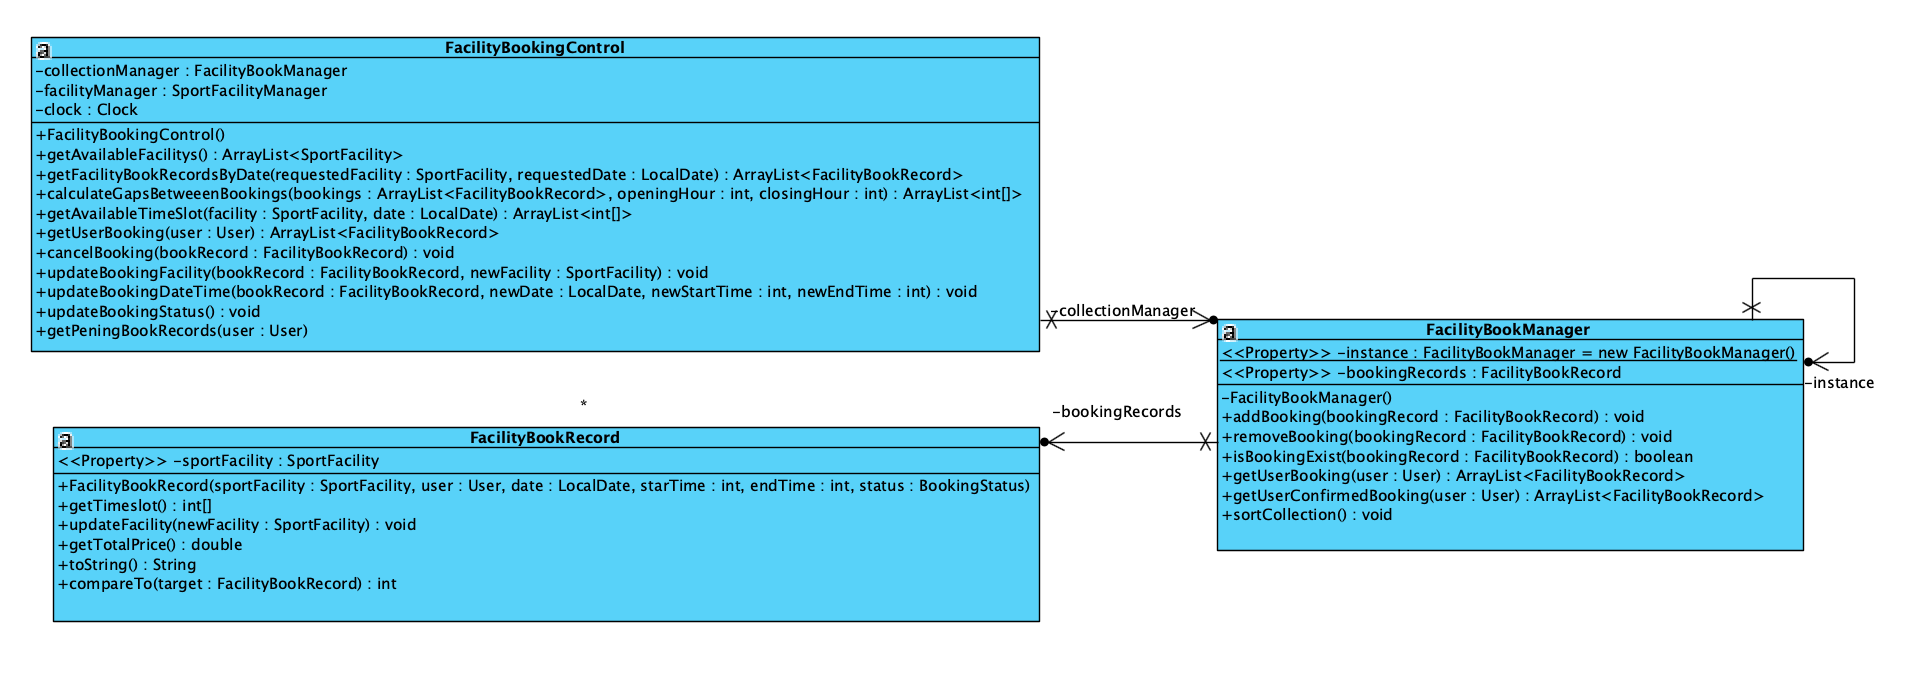 a
FacilityBookingControl
-collectionManager : FacilityBookManager
-facilityManager : SportFacilityManager
-clock : Clock
+FacilityBookingControl()
+getAvailableFacilitys() : ArrayList<SportFacility>
+getFacilityBookRecordsByDate(requestedFacility : SportFacility, requestedDate : LocalDate) : ArrayList<FacilityBookRecord>
+calculateGapsBetweeenBookings(bookings : ArrayList<FacilityBookRecord>, openingHour : int, closingHour : int) : ArrayList<int[]>
+getAvailableTimeSlot(facility : SportFacility, date : LocalDate) : ArrayList<int[]>
+getUserBooking(user : User) : ArrayList<FacilityBookRecord>
+cancelBooking(bookRecord : FacilityBookRecord) : void
+updateBookingFacility(bookRecord : FacilityBookRecord, newFacility : SportFacility) : void
+updateBookingDateTime(bookRecord : FacilityBookRecord, newDate : LocalDate, newStartTime : int, newEndTime : int) : void
+updateBookingStatus() : void
+getPeningBookRecords(user : User)
-collectionManager
a
FacilityBookManager
<<Property>> -instance : FacilityBookManager = new FacilityBookManager()
<<Property>> -bookingRecords : FacilityBookRecord
-FacilityBookManager()
+addBooking(bookingRecord : FacilityBookRecord) : void
+removeBooking(bookingRecord : FacilityBookRecord) : void
+isBookingExist(bookingRecord : FacilityBookRecord) : boolean
+getUserBooking(user : User) : ArrayList<FacilityBookRecord>
+getUserConfirmedBooking(user : User) : ArrayList<FacilityBookRecord>
+sortCollection() : void
-instance
*
-bookingRecords
a
FacilityBookRecord
<<Property>> -sportFacility : SportFacility
+FacilityBookRecord(sportFacility : SportFacility, user : User, date : LocalDate, starTime : int, endTime : int, status : BookingStatus)
+getTimeslot() : int[]
+updateFacility(newFacility : SportFacility) : void
+getTotalPrice() : double
+toString() : String
+compareTo(target : FacilityBookRecord) : int